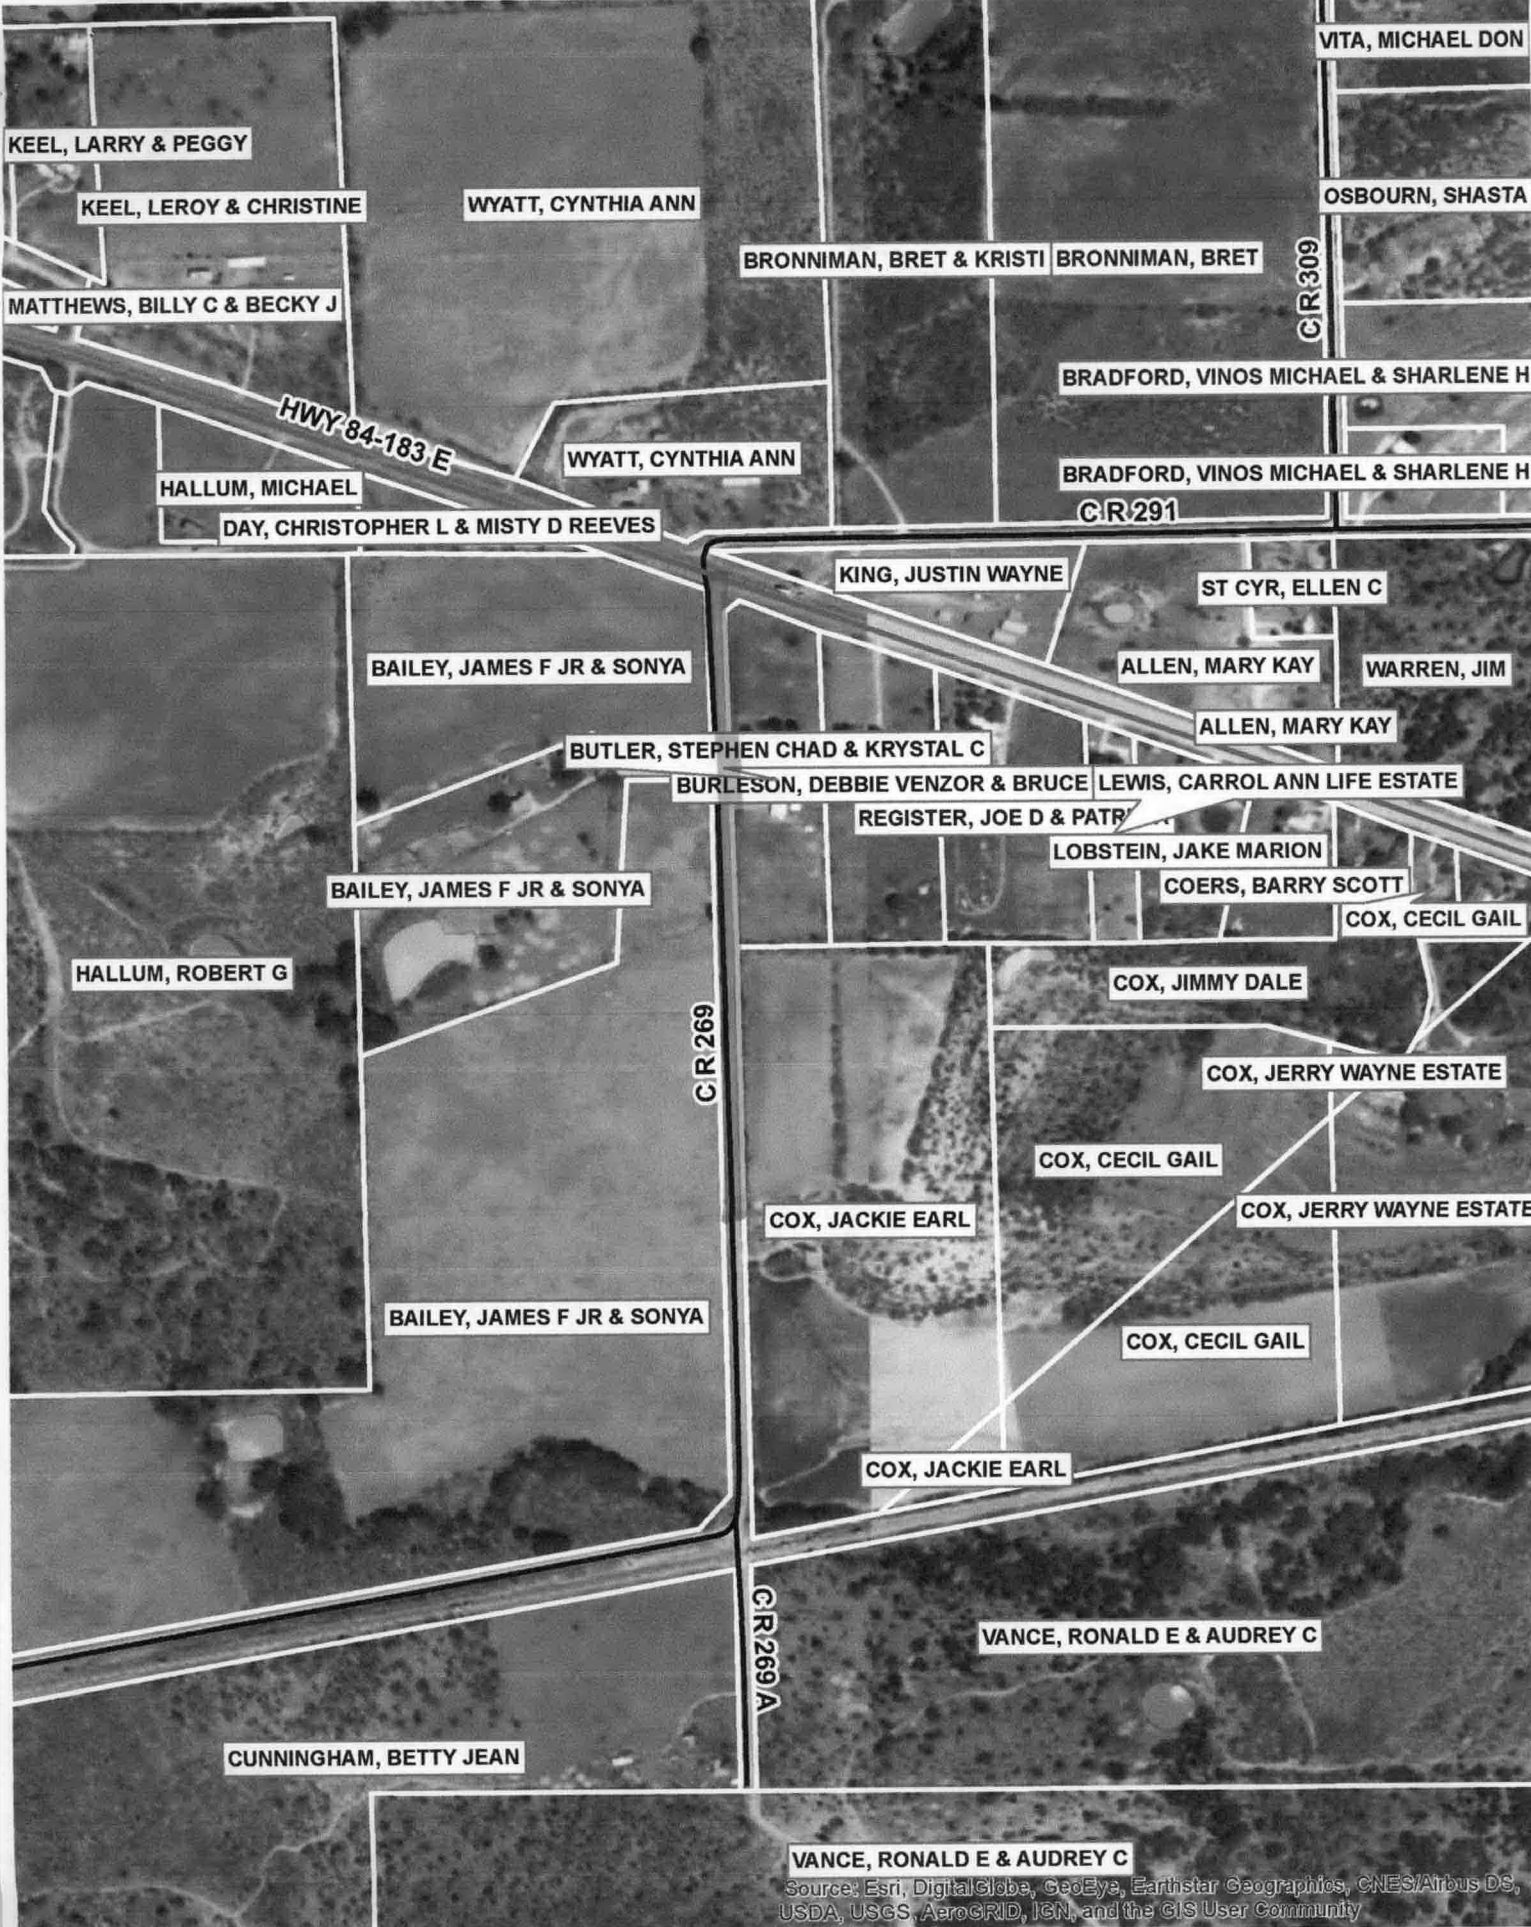 VITA, MICHAEL DON
KEEL, LARRY & PEGGY
KEEL, LEROY & CHRISTINE
WYATT, CYNTHIA ANN
OSBOURN, SHASTA
BRONNIMAN, BRET & KRISTI
BRONNIMAN, BRET
C R 309
MATTHEWS, BILLY C & BECKY J
BRADFORD, VINOS MICHAEL & SHARLENE H
HWY 84-183 E
WYATT, CYNTHIA ANN
BRADFORD, VINOS MICHAEL & SHARLENE H
HALLUM, MICHAEL
C R 291
DAY, CHRISTOPHER L & MISTY D REEVES
KING, JUSTIN WAYNE
ST CYR, ELLEN C
BAILEY, JAMES F JR & SONYA
ALLEN, MARY KAY
WARREN, JIM
ALLEN, MARY KAY
BUTLER, STEPHEN CHAD & KRYSTAL C
BURLESON, DEBBIE VENZOR & BRUCE
LEWIS, CARROL ANN LIFE ESTATE
REGISTER, JOE D &
LOBSTEIN, JAKE MARION
BAILEY, JAMES F JR & SONYA
COERS, BARRY SCOTT
COX, CECIL GAIL
HALLUM, ROBERT G
COX, JIMMY DALE
C R 269
COX, JERRY WAYNE ESTATE
COX, CECIL GAIL
COX, JACKIE EARL
COX, JERRY WAYNE ESTATE
BAILEY, JAMES F JR & SONYA
COX, CECIL GAIL
COX, JACKIE EARL
C R 269 A
VANCE, RONALD E & AUDREY C
CUNNINGHAM, BETTY JEAN
VANCE, RONALD E & AUDREY C
Source: Esri, DigitalGlobe, GeoEye, Earthstar Geographics, CNES/Airbus DS,
USDA, USGS, AeroGRID, IGN, and the GIS User Community